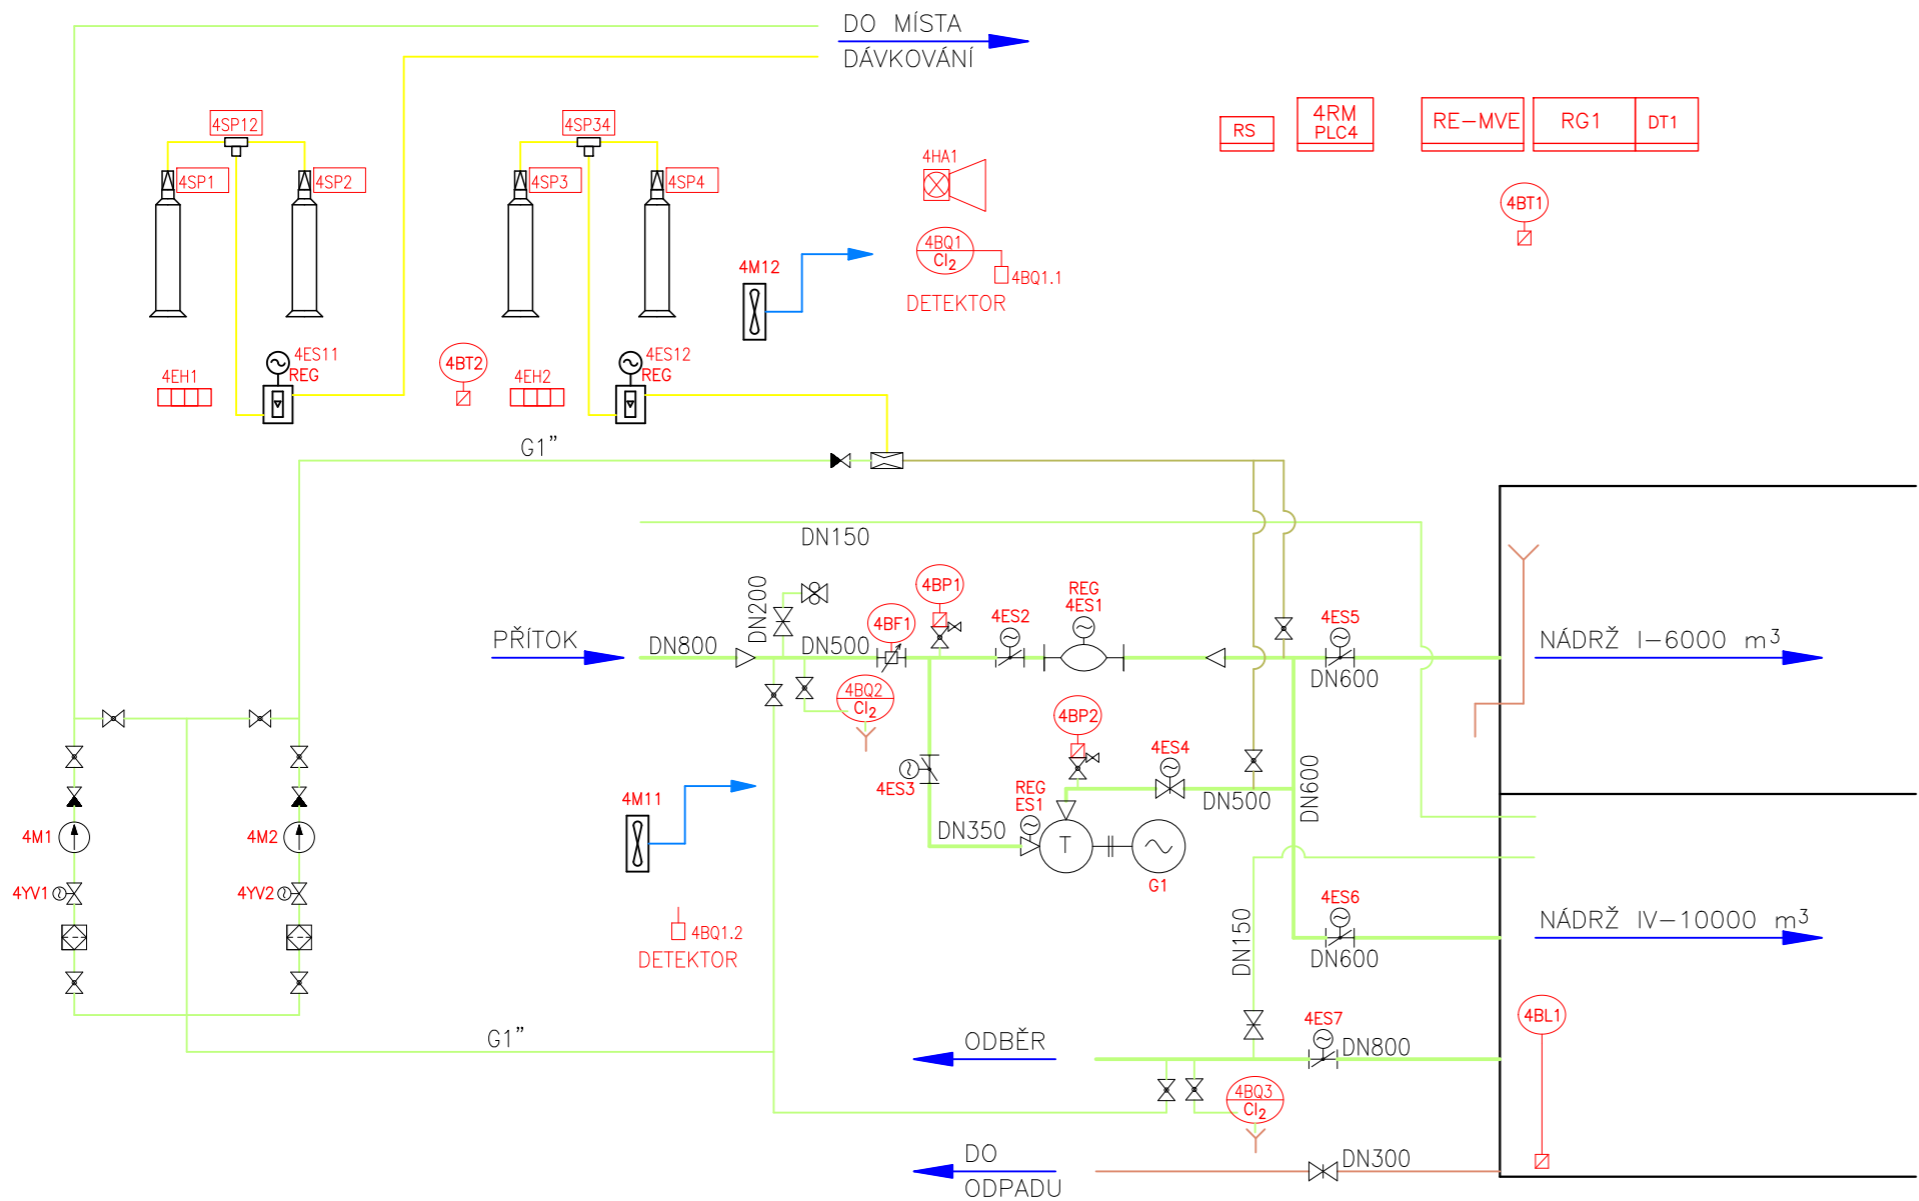 DO MÍSTA
DÁVKOVÁNÍ
4SP12
4SP34
RS
4RM
PLC4
RE-MVE
RG1
DT1
4SP1
4SP2
4SP3
4SP4
4HA1
4BT1
4BQ1
Cl2
4BQ1.1
DETEKTOR
4M12
4ES11
REG
4EH1
4BT2
4ES12
REG
4EH2
G1”
DN150
DN200
4BP1
REG
4ES1
4ES2
4BF1
4ES5
PŘÍTOK
DN800
DN500
DN600
NÁDRŽ I-6000 m3
4BQ2
Cl2
4BP2
4ES4
4ES3
REG
ES1
DN500
DN600
4M11
DN350
T
G1
4M1
4M2
4YV1
4YV2
4BQ1.2
DETEKTOR
DN150
4ES6
DN600
NÁDRŽ IV-10000 m3
G1”
ODBĚR
4ES7
DN800
4BL1
4BQ3
Cl2
DO
ODPADU
DN300